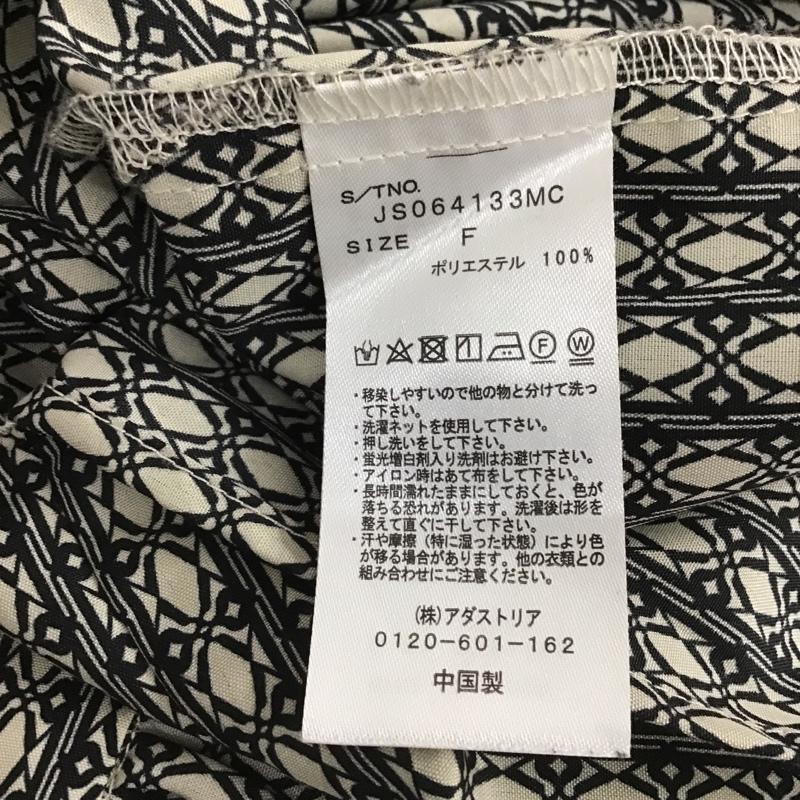 S/TNO.
JS064133MC
SIZE F
ポリエステル 100%
・移染しやすいので他の物と分けて洗っ
て下さい。
・洗濯ネットを使用して下さい。
・押し洗いをして下さい。
・蛍光増白剤入り洗剤はお避け下さい。
・アイロン時はあて布をして下さい。
・長時間濡れたままにしておくと、色が
落ちる恐れがあります。洗濯後は形を
整えて直ぐに干して下さい。
・汗や摩擦（特に湿った状態）により色
が移る場合があります。他の衣類との
組み合わせにご注意ください。
(株)アダストリア
0120-601-162
中国製